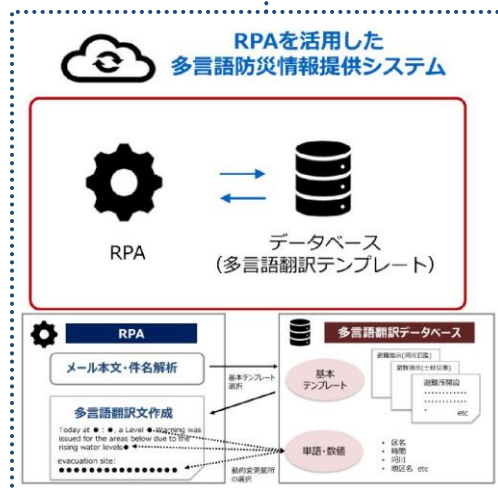 RPAを活用した
多言語防災情報提供システム
RPA
データベース
（多言語翻訳テンプレート）
RPA
多言語翻訳データベース
メール本文・件名解析
基本テンプレート
選択
基本
テンプレート
避難指示(河川氾濫)
避難指示(土砂災害)
避難所開設
・・・・・・・・・・・・
・・・・・・・・・・・・
・
etc
多言語翻訳文作成
Today at ●：●, a Level ●Warning was
issued for the areas below due to the
rising water levels●
evacuation site:
●●●●●●●●●●●●●●●
単語・数値
・ 区名
・ 時間
・ 河川
・ 地区名 etc
動的変更箇所
の選択